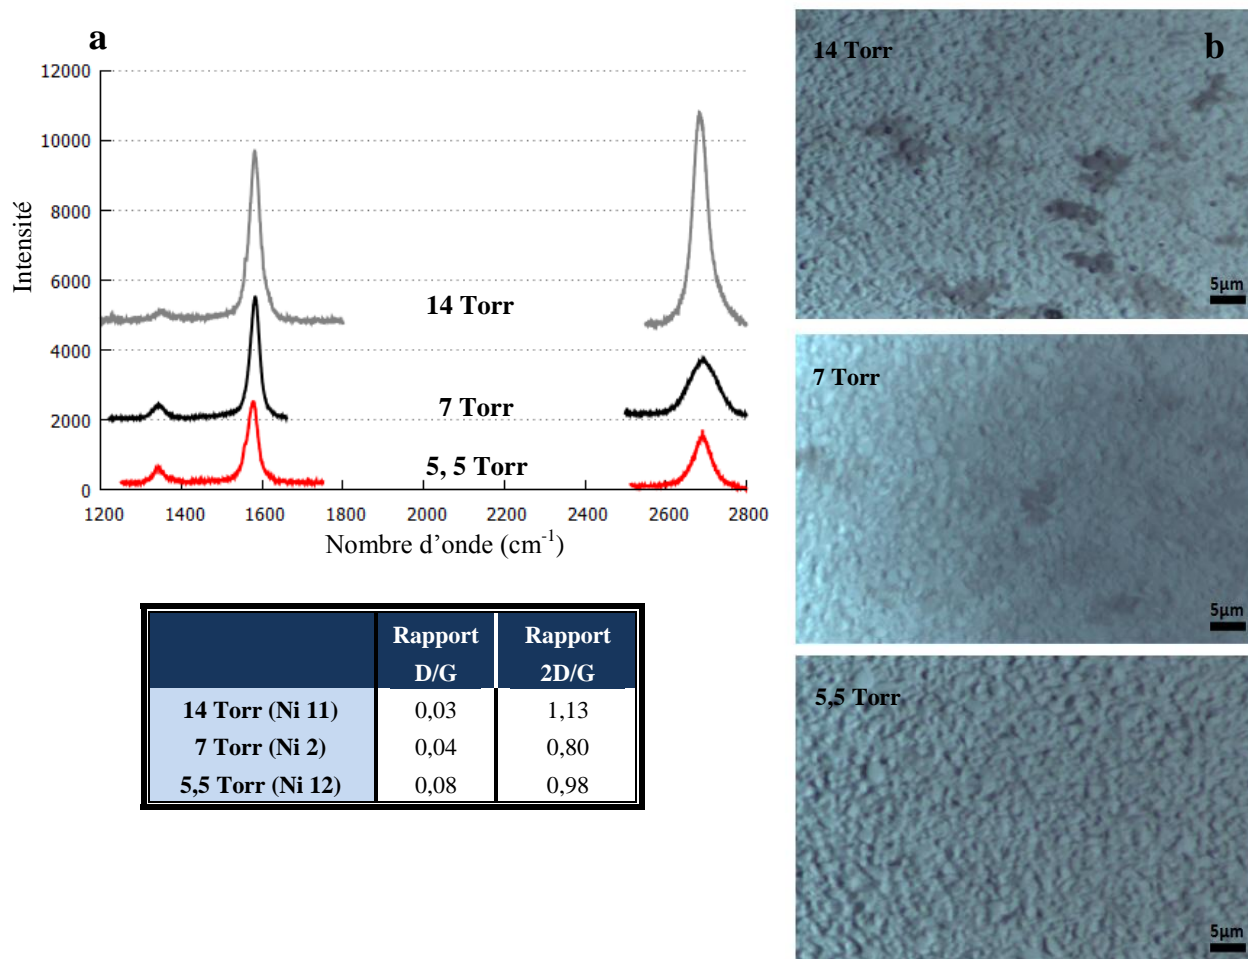 a
12000
10000
8000
6000
4000
2000
0
Intensité
14 Torr
7 Torr
5, 5 Torr
1200 1400 1600 1800 2000 2200 2400 2600 2800
Nombre d'onde (cm-1)
Rapport D/G Rapport 2D/G
14 Torr (Ni 11) 0,03 1,13
7 Torr (Ni 2) 0,04 0,80
5,5 Torr (Ni 12) 0,08 0,98
14 Torr b
5µm
7 Torr
5µm
5,5 Torr
5µm